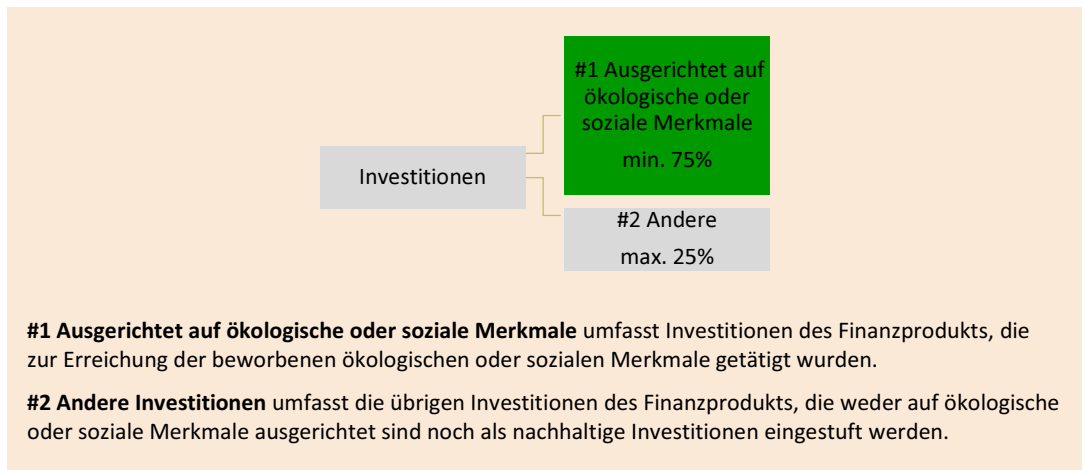 #1 Ausgerichtet auf
ökologische oder
soziale Merkmale
min. 75%
Investitionen
#2 Andere
max. 25%
#1 Ausgerichtet auf ökologische oder soziale Merkmale umfasst Investitionen des Finanzprodukts, die
zur Erreichung der beworbenen ökologischen oder sozialen Merkmale getätigt wurden.
#2 Andere Investitionen umfasst die übrigen Investitionen des Finanzprodukts, die weder auf ökologische
oder soziale Merkmale ausgerichtet sind noch als nachhaltige Investitionen eingestuft werden.